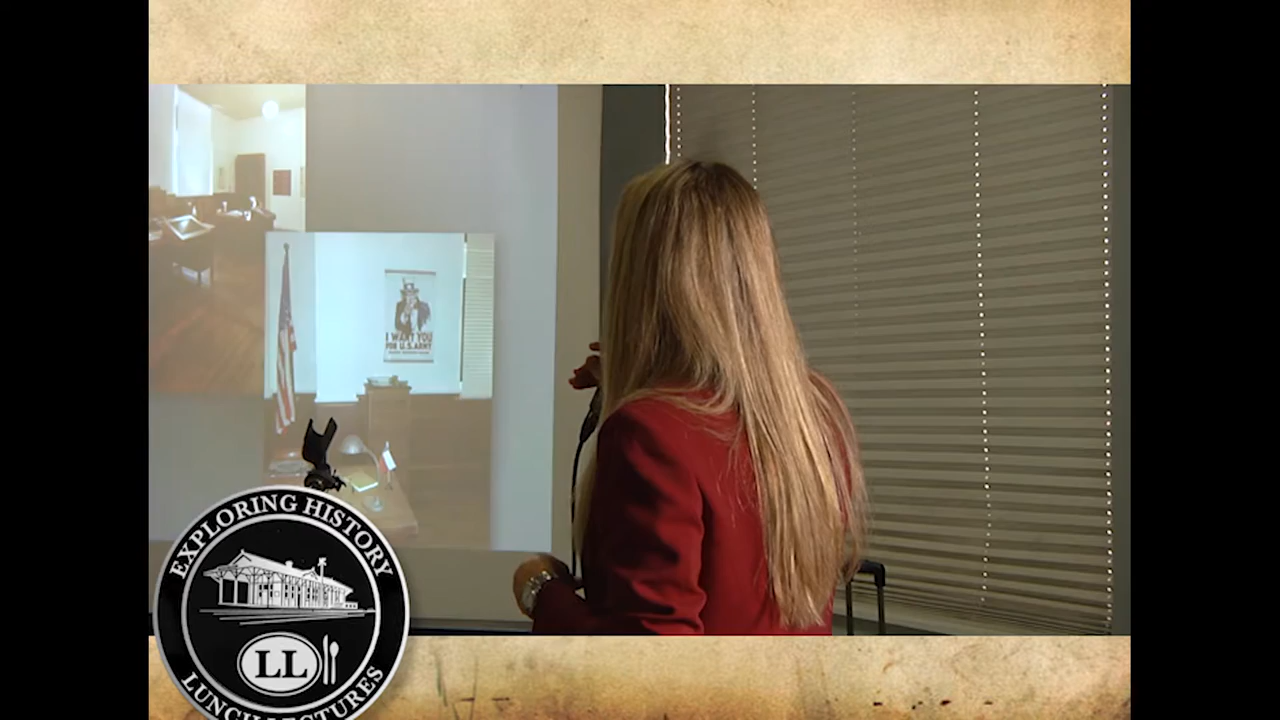 I WANT YOU
FOR U.S. ARMY
EXPLORING HISTORY
LL
LUNCH LECTURES